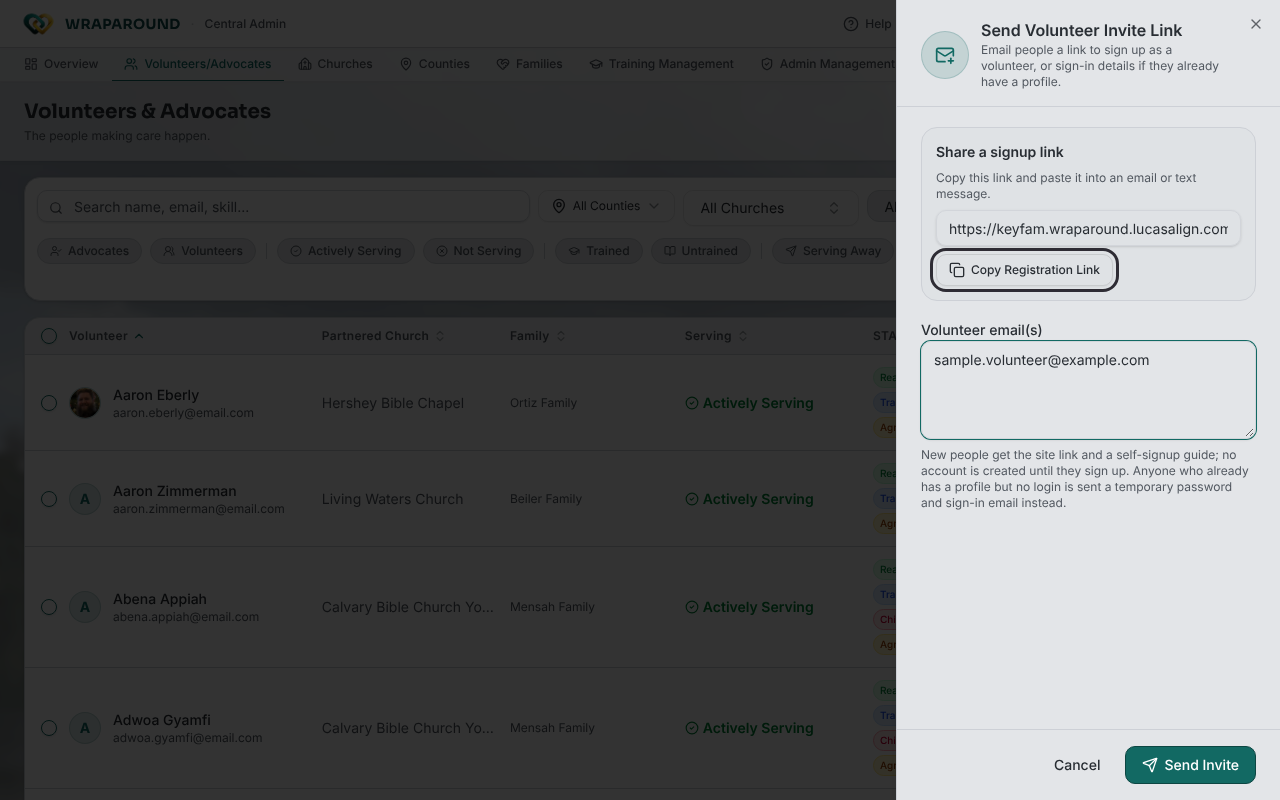 WRAPAROUND
Central Admin
Help
Overview
Volunteers/Advocates
Churches
Counties
Families
Training Management
Admin Management
Volunteers & Advocates
The people making care happen.
Search name, email, skill...
All Counties
All Churches
Advocates
Volunteers
Actively Serving
Not Serving
Trained
Untrained
Serving Away
Volunteer
Partnered Church
Family
Serving
Aaron Eberly
aaron.eberly@email.com
Hershey Bible Chapel
Ortiz Family
Actively Serving
A
Aaron Zimmerman
aaron.zimmerman@email.com
Living Waters Church
Beiler Family
Actively Serving
A
Abena Appiah
abena.appiah@email.com
Calvary Bible Church Yo...
Mensah Family
Actively Serving
A
Adwoa Gyamfi
adwoa.gyamfi@email.com
Calvary Bible Church Yo...
Mensah Family
Actively Serving
Send Volunteer Invite Link
Email people a link to sign up as a
volunteer, or sign-in details if they already
have a profile.
Share a signup link
Copy this link and paste it into an email or text
message.
https://keyfam.wraparound.lucasalign.com
Copy Registration Link
Volunteer email(s)
sample.volunteer@example.com
New people get the site link and a self-signup guide; no
account is created until they sign up. Anyone who already
has a profile but no login is sent a temporary password
and sign-in email instead.
Cancel
Send Invite